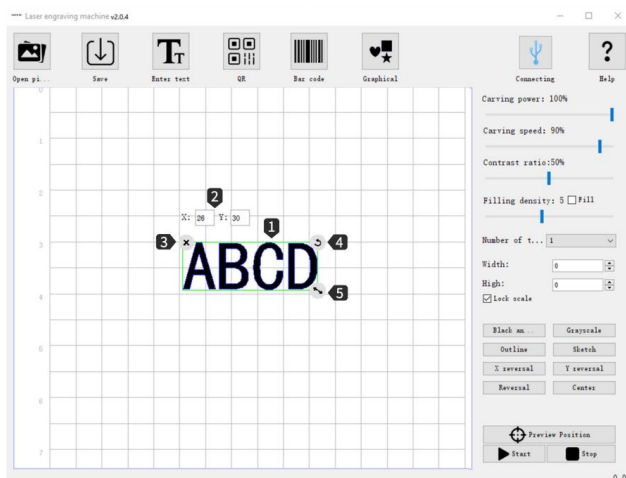 Laser engraving machine v2.0.4
Open pi...
Save
Enter text
QR
Bar code
Graphical
Connecting
Help
0
1
2
3
4
5
6
7
2
X: 26 Y: 30
1
3
4
ABCD
5
Carving power: 100%
Carving speed: 90%
Contrast ratio:50%
Filling density: 5 Fill
Number of t... 1
Width: 0
High: 0
Lock scale
Black an... Grayscale
Outline Sketch
X reversal Y reversal
Reversal Center
Preview Position
Start Stop